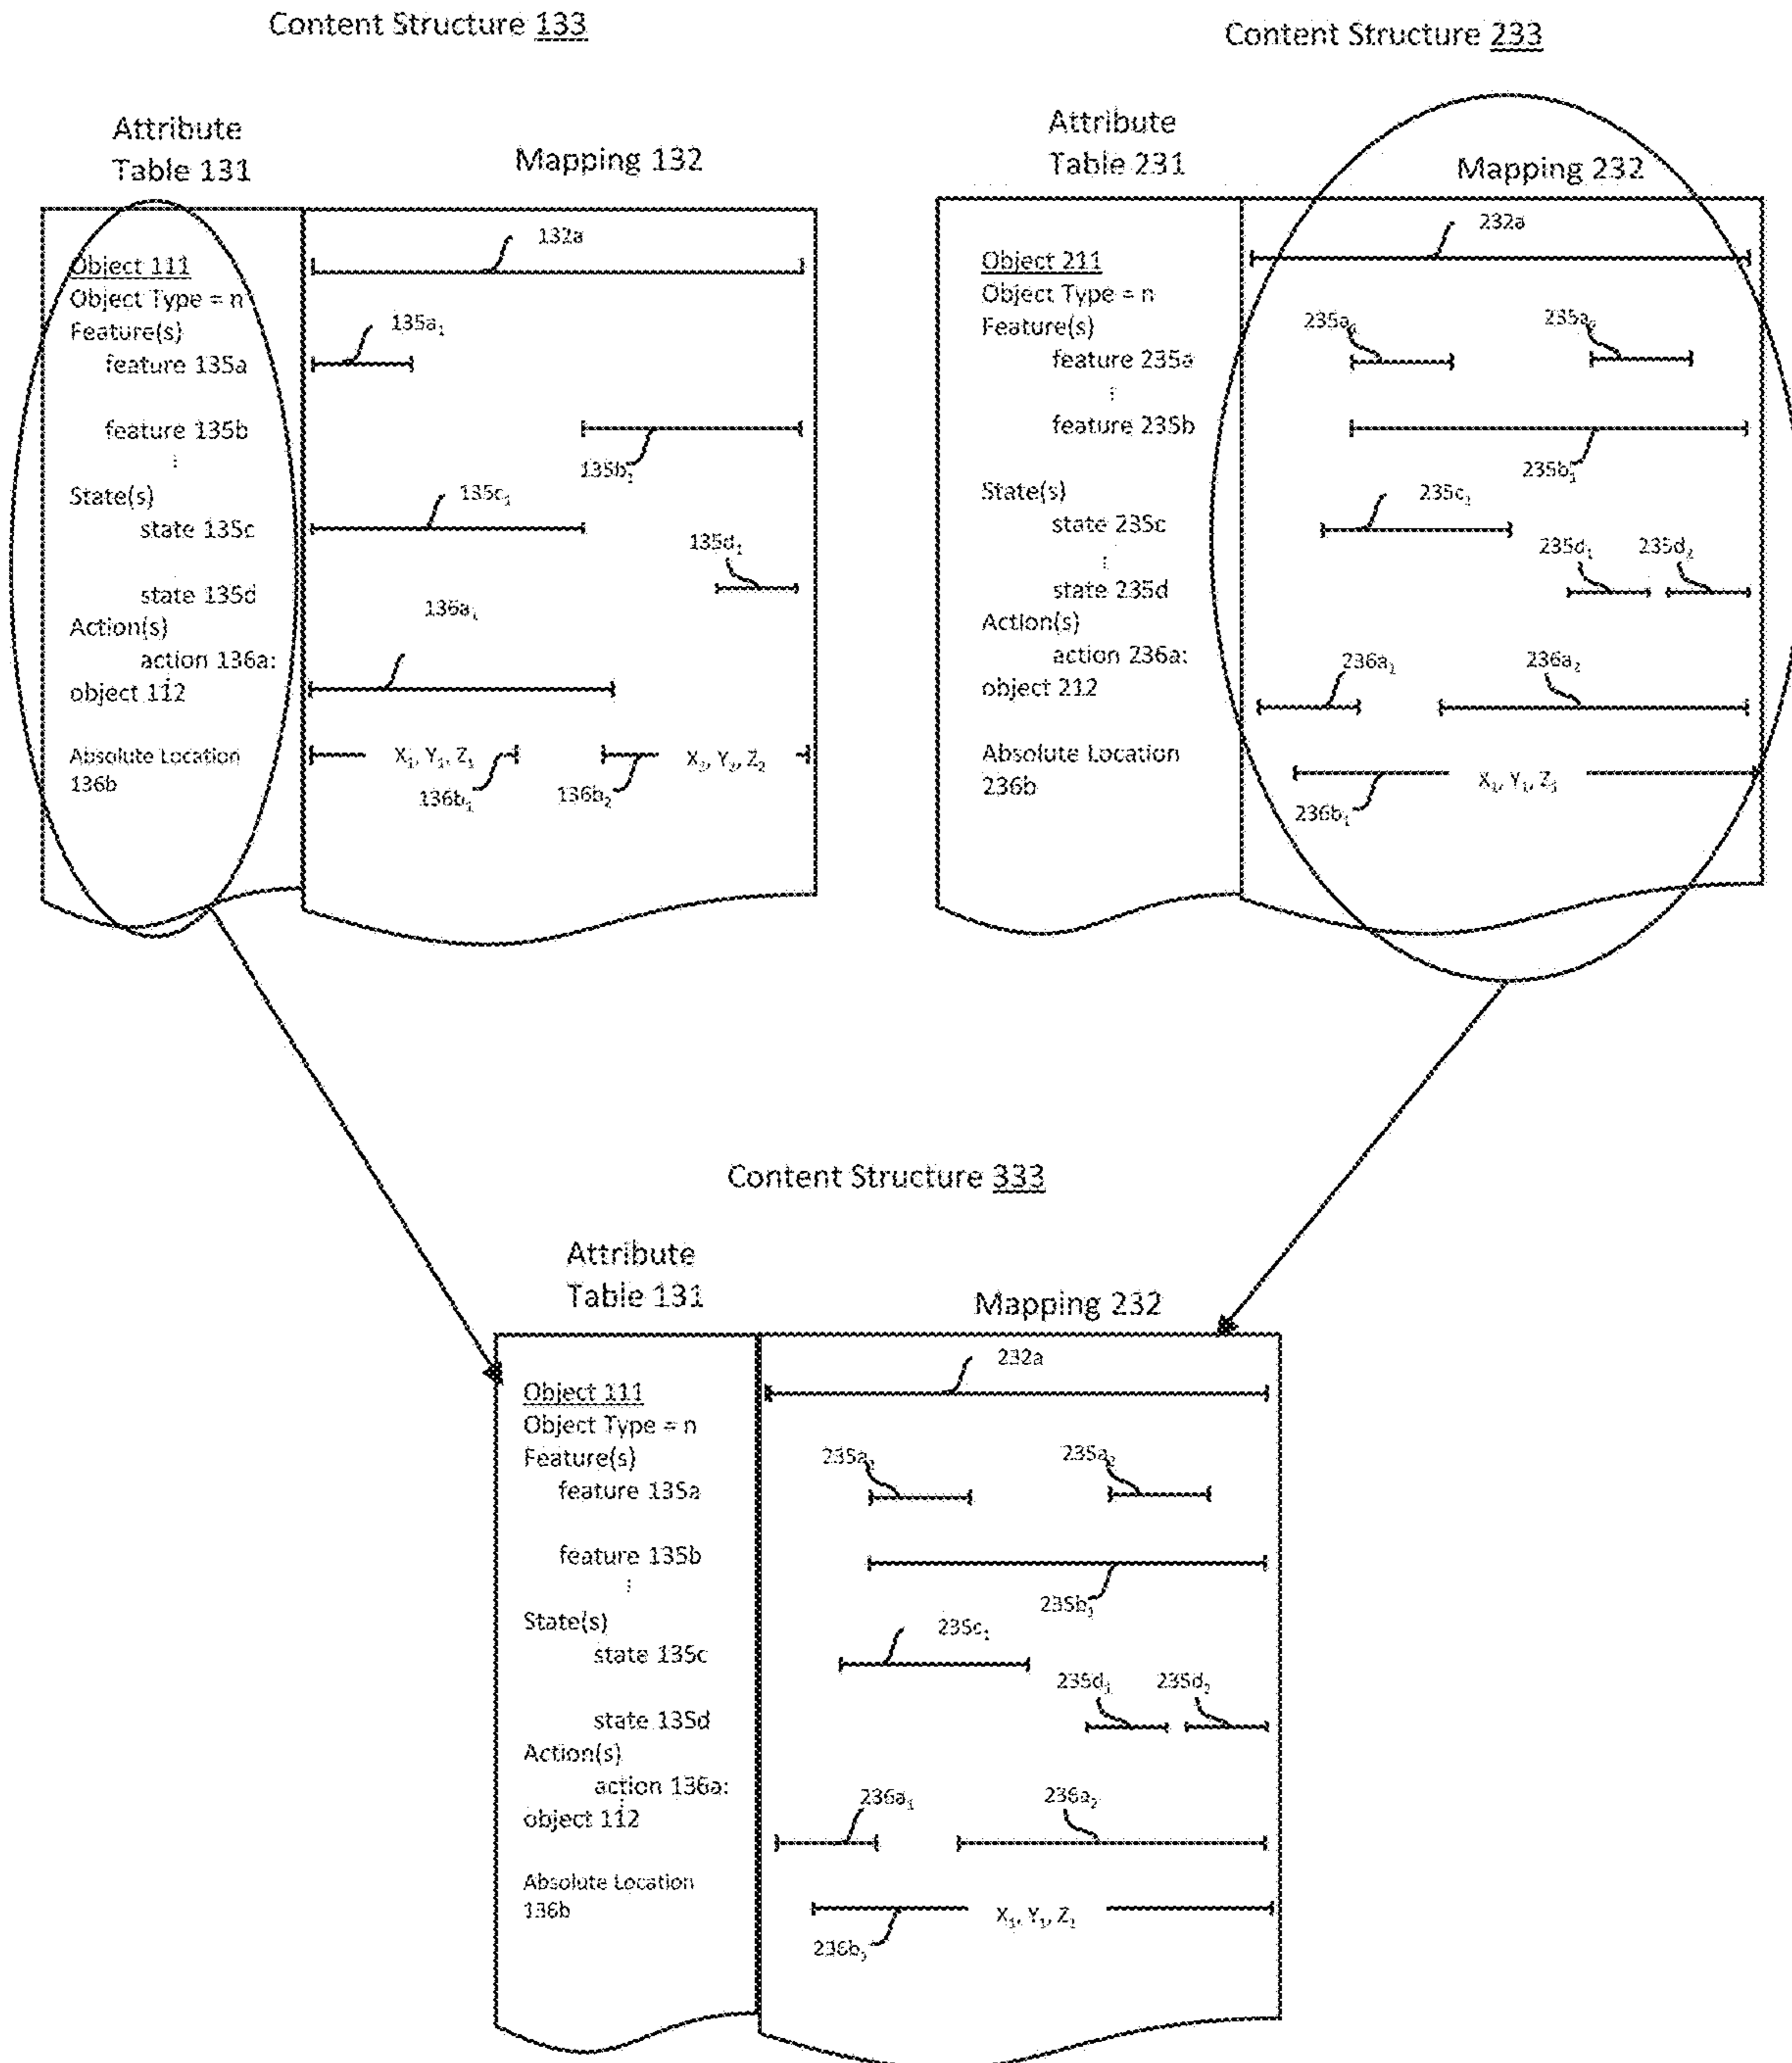 Content Structure 133
Attribute
Table 131
Mapping 132
132a
Object 111
Object Type = n
Feature(s)
135a₁
feature 135a
feature 135b
⋮
135b₁
State(s)
135c₁
state 135c
135d₁
state 135d
136a₁
Action(s)
action 136a:
object 112
Absolute Location
136b
X₁, Y₁, Z₁
X₂, Y₂, Z₂
136b₁
136b₂
Content Structure 233
Attribute
Table 231
Mapping 232
232a
Object 211
Object Type = n
Feature(s)
feature 235a
⋮
feature 235b
235b₁
State(s)
235c₁
state 235c
⋮
235d₁
235d₂
state 235d
Action(s)
action 236a:
236a₁
236a₂
object 212
Absolute Location
236b
X₁, Y₁, Z₁
236b₁
Content Structure 333
Attribute
Table 131
Mapping 232
232a
Object 111
Object Type = n
Feature(s)
235a₂
feature 135a
feature 135b
⋮
235b₁
State(s)
235c₁
state 135c
235d₁
235d₂
state 135d
Action(s)
action 136a:
236a₁
236a₂
object 112
Absolute Location
136b
X₁, Y₁, Z₁
236b₁